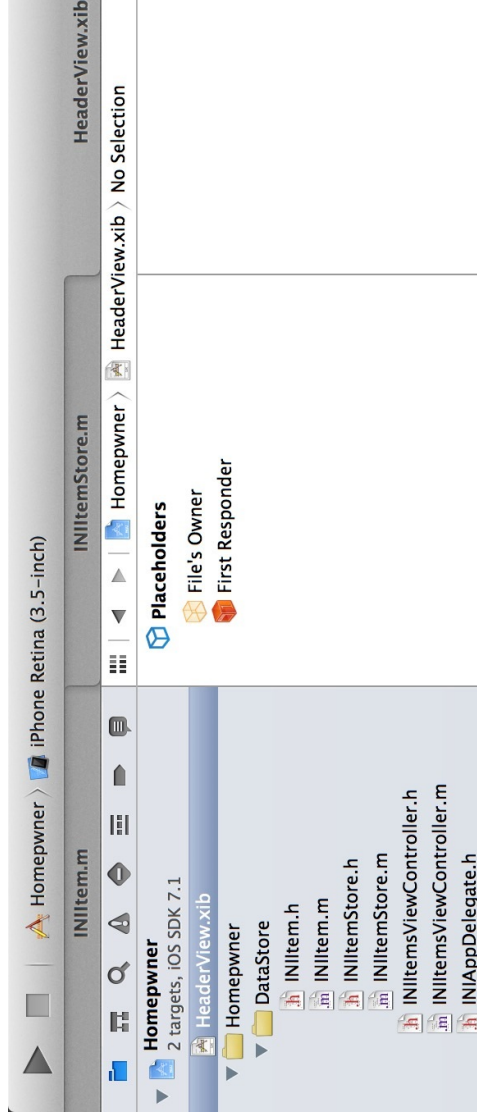 Homepwner iPhone Retina (3.5-inch)
INIItem.m
INIItemStore.m
HeaderView.xib
Homepwner HeaderView.xib No Selection
Homepwner
2 targets, iOS SDK 7.1
HeaderView.xib
Homepwner
DataStore
INIItem.h
INIItem.m
INIItemStore.h
INIItemStore.m
INIItemsViewController.h
INIItemsViewController.m
INIAppDelegate.h
Placeholders
File's Owner
First Responder